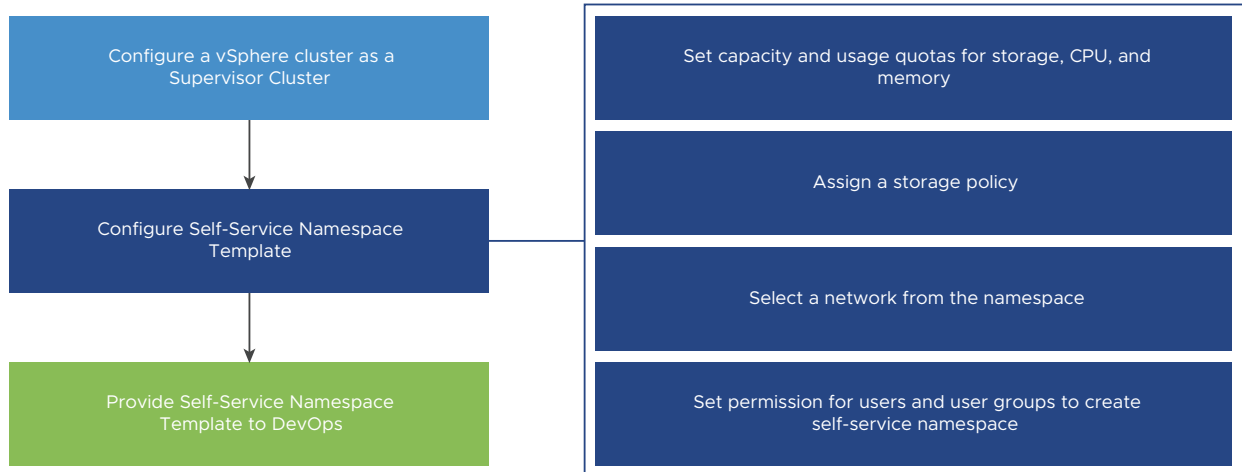 Configure a vSphere cluster as a
Supervisor Cluster
Configure Self-Service Namespace
Template
Provide Self-Service Namespace
Template to DevOps
Set capacity and usage quotas for storage, CPU, and
memory
Assign a storage policy
Select a network from the namespace
Set permission for users and user groups to create
self-service namespace